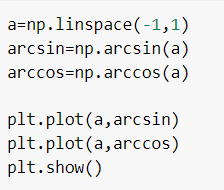 a=np.linspace(-1,1)
arcsin=np.arcsin(a)
arccos=np.arccos(a)
plt.plot(a,arcsin)
plt.plot(a,arccos)
plt.show()